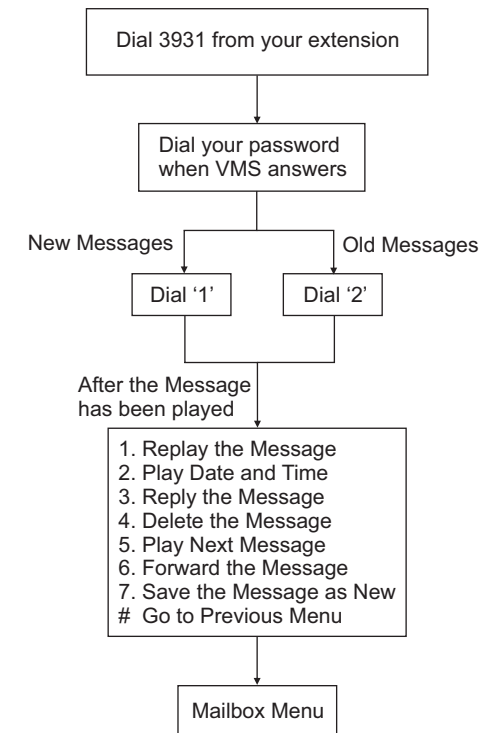 Dial 3931 from your extension
Dial your password
when VMS answers
New Messages
Old Messages
Dial ‘1’
Dial ‘2’
After the Message
has been played
1. Replay the Message
2. Play Date and Time
3. Reply the Message
4. Delete the Message
5. Play Next Message
6. Forward the Message
7. Save the Message as New
# Go to Previous Menu
Mailbox Menu